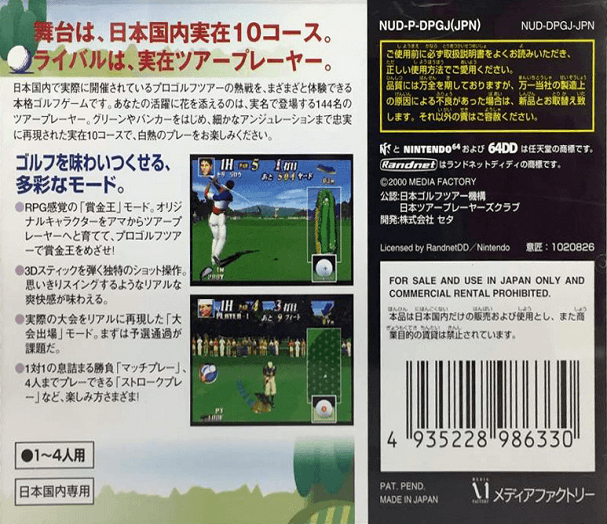 舞台は、日本国内実在10コース。
ライバルは、実在ツアープレーヤー。
日本国内で実際に開催されているプロゴルフツアーの熱戦を、まざまざと体験できる
本格ゴルフゲームです。あなたの活躍に花を添えるのは、実名で登場する144名の
ツアープレーヤー。グリーンやバンカーをはじめ、細かなアンジュレーションまで忠実
に再現された実在10コースで、白熱のプレーをお楽しみください。
ゴルフを味わいつくせる、
多彩なモード。
●RPG感覚の「賞金王」モード。オリジ
ナルキャラクターをアマからツアープ
レーヤーへと育てて、プロゴルフツア
ーで賞金王をめざせ!
●3Dスティックを弾く独特のショット操作。
思いきりスイングするようなリアルな
爽快感が味わえる。
●実際の大会をリアルに再現した「大
会出場」モード。まずは予選通過が
課題だ。
●1対1の息詰まる勝負「マッチプレー」、
4人までプレーできる「ストロークプ
レー」など、楽しみ方さまざま!
●1～4人用
日本国内専用
1H PAR 5
1H
PLAYER-1
NUD-P-DPGJ(JPN)
NUD-DPGJ-JPN
ご使用前に必ず取扱説明書をよくお読みいただき、
正しい使用方法でご愛用ください。
品質には万全を期しておりますが、万一当社の製造上
の原因による不良があった場合は、新品とお取替え致
します。それ以外の責はご容赦ください。
と NINTENDO64 および 64DD は任天堂の商標です。
Randnet はランドネットディディの商標です。
©2000 MEDIA FACTORY
公認:日本ゴルフツアー機構
日本ツアープレーヤーズクラブ
開発:株式会社 セタ
Licensed by RandnetDD／Nintendo
意匠：1020826
FOR SALE AND USE IN JAPAN ONLY AND
COMMERCIAL RENTAL PROHIBITED.
本品は日本国内だけの販売および使用とし、また商
業目的の賃貸は禁止されています。
4 935228 986330
PAT. PEND.
MADE IN JAPAN
MEDIA FACTORY
メディアファクトリー